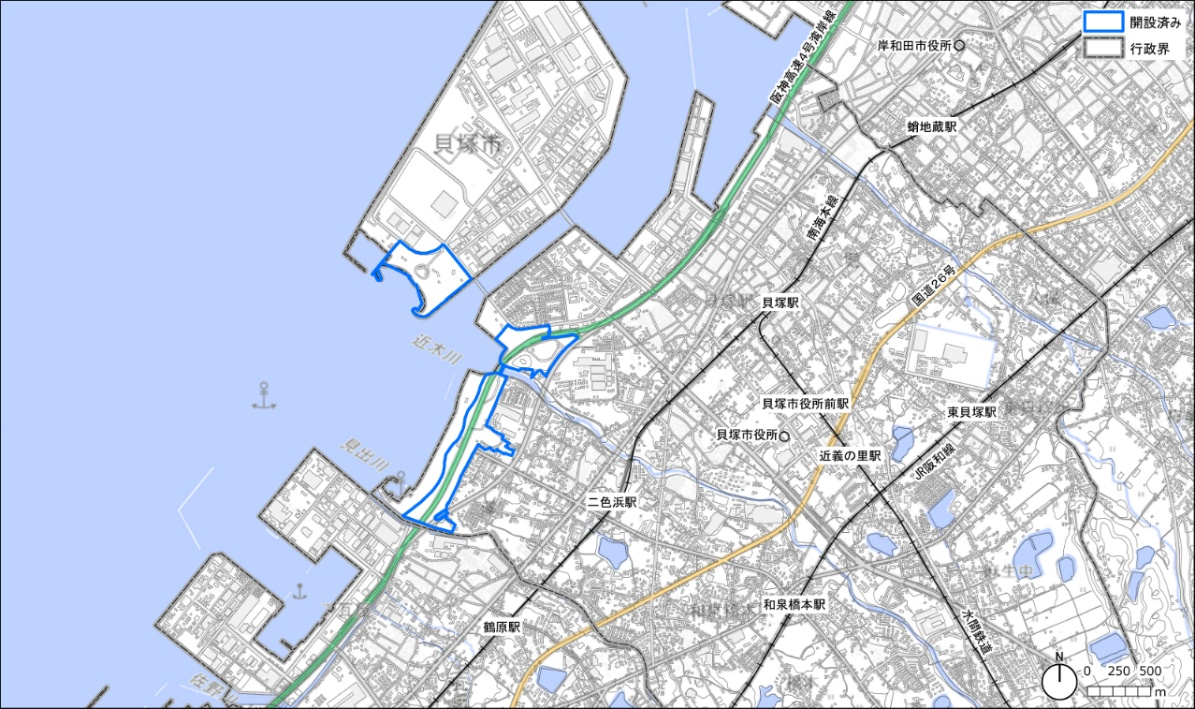 開設済み
行政界
岸和田市役所
阪神高速4号湾岸線
蛸地蔵駅
貝塚市
南海本線
国道26号
貝塚駅
近木川
貝塚市役所前駅
東貝塚駅
貝塚市役所
近義の里駅
JR阪和線
見出川
二色浜駅
和泉橋本駅
鶴原駅
水間鉄道
佐野
N
0 250 500
m